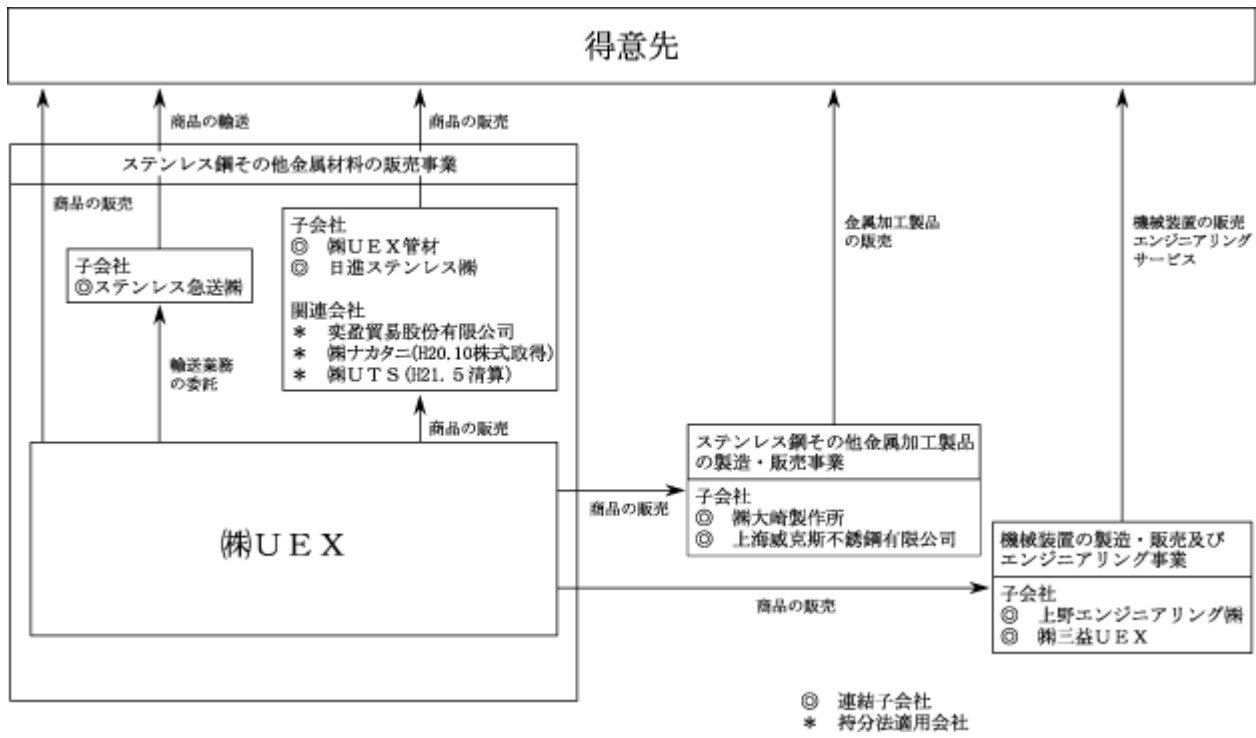 得意先
商品の輸送
商品の販売
ステンレス鋼その他金属材料の販売事業
商品の販売
子会社
◎ ㈱ＵＥＸ管材
◎ 日進ステンレス㈱
関連会社
＊ 奕盈貿易股份有限公司
＊ ㈱ナカタニ(H20.10株式取得)
＊ ㈱ＵＴＳ(H21. 5清算)
子会社
◎ステンレス急送㈱
輸送業務
の委託
商品の販売
㈱ＵＥＸ
金属加工製品
の販売
機械装置の販売
エンジニアリング
サービス
商品の販売
ステンレス鋼その他金属加工製品
の製造・販売事業
子会社
◎ ㈱大崎製作所
◎ 上海威克斯不銹鋼有限公司
商品の販売
機械装置の製造・販売及び
エンジニアリング事業
子会社
◎ 上野エンジニアリング㈱
◎ ㈱三益ＵＥＸ
◎ 連結子会社
＊ 持分法適用会社